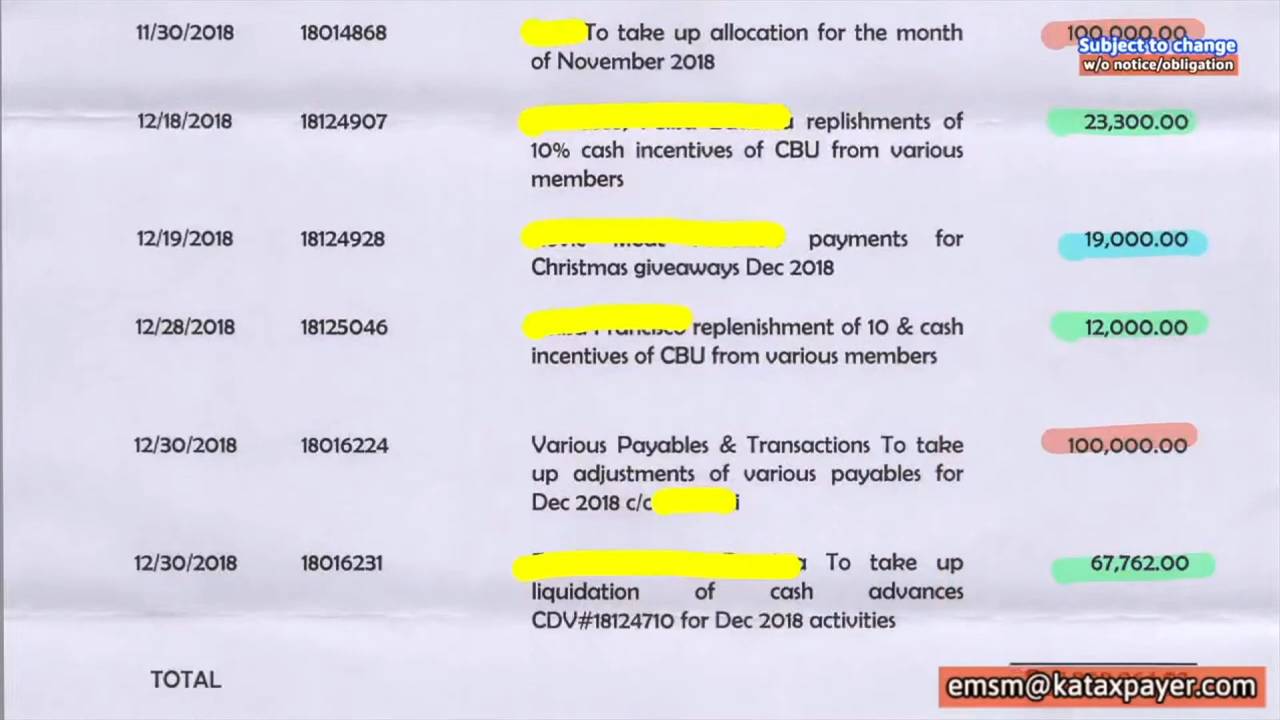 11/30/2018 18014868 To take up allocation for the month 100,000.00
Subject to change
of November 2018
w/o notice/obligation
12/18/2018 18124907 replishments of 23,300.00
10% cash incentives of CBU from various
members
12/19/2018 18124928 payments for 19,000.00
Christmas giveaways Dec 2018
12/28/2018 18125046 replenishment of 10 & cash 12,000.00
incentives of CBU from various members
12/30/2018 18016224 Various Payables & Transactions To take 100,000.00
up adjustments of various payables for
Dec 2018 c/c i
12/30/2018 18016231 To take up 67,762.00
liquidation of cash advances
CDV#18124710 for Dec 2018 activities
TOTAL
emsm@kataxpayer.com